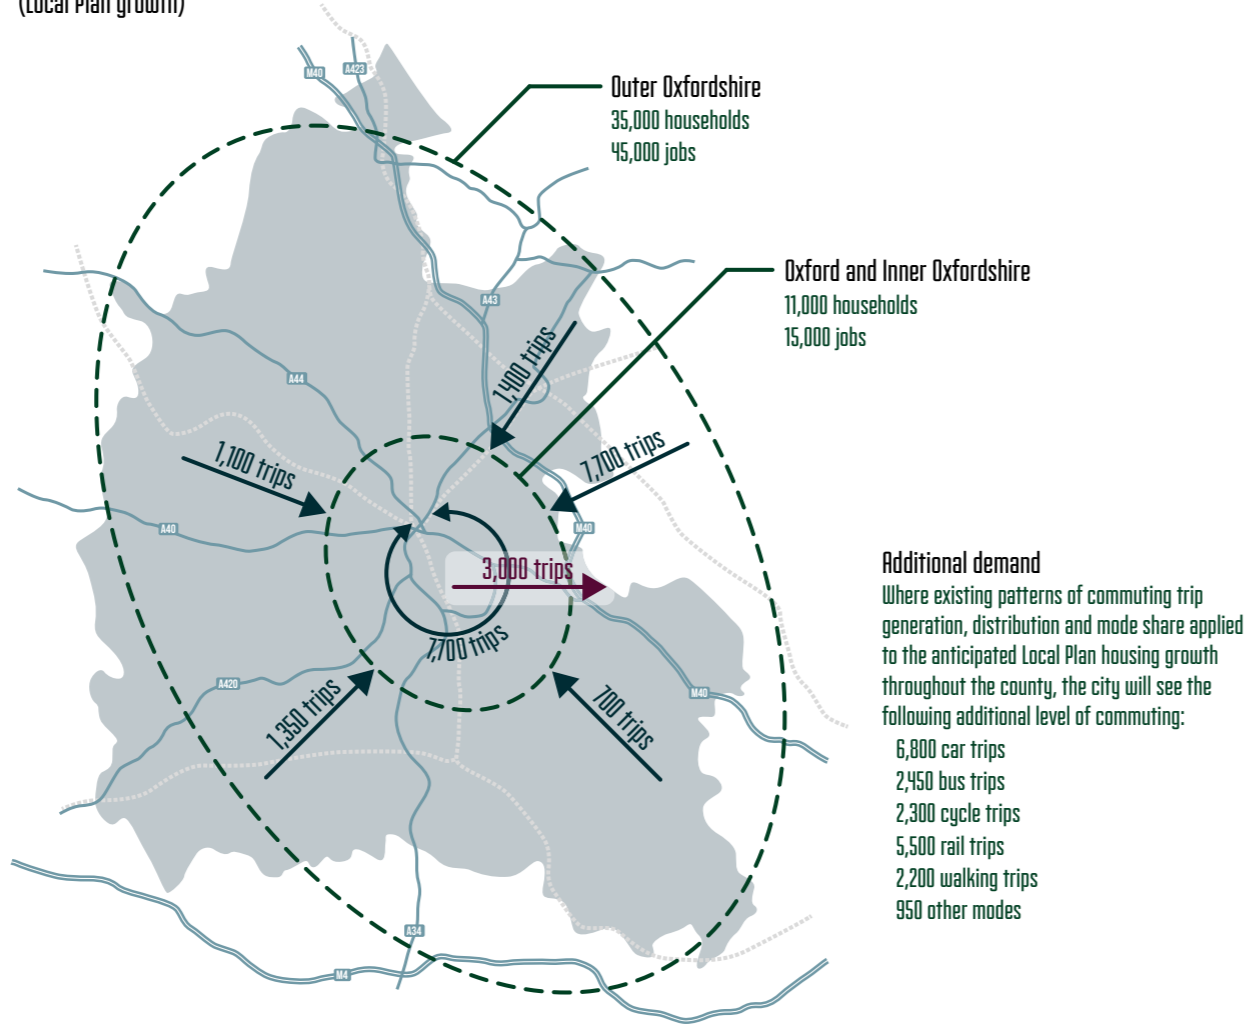 (Local Plan growth)
M40
A423
Outer Oxfordshire
35,000 households
45,000 jobs
Oxford and Inner Oxfordshire
11,000 households
15,000 jobs
A43
1,400 trips
A44
7,700 trips
1,100 trips
A40
M40
3,000 trips
7,700 trips
A420
M40
1,350 trips
700 trips
A34
M4
Additional demand
Where existing patterns of commuting trip
generation, distribution and mode share applied
to the anticipated Local Plan housing growth
throughout the county, the city will see the
following additional level of commuting:
6,800 car trips
2,450 bus trips
2,300 cycle trips
5,500 rail trips
2,200 walking trips
950 other modes